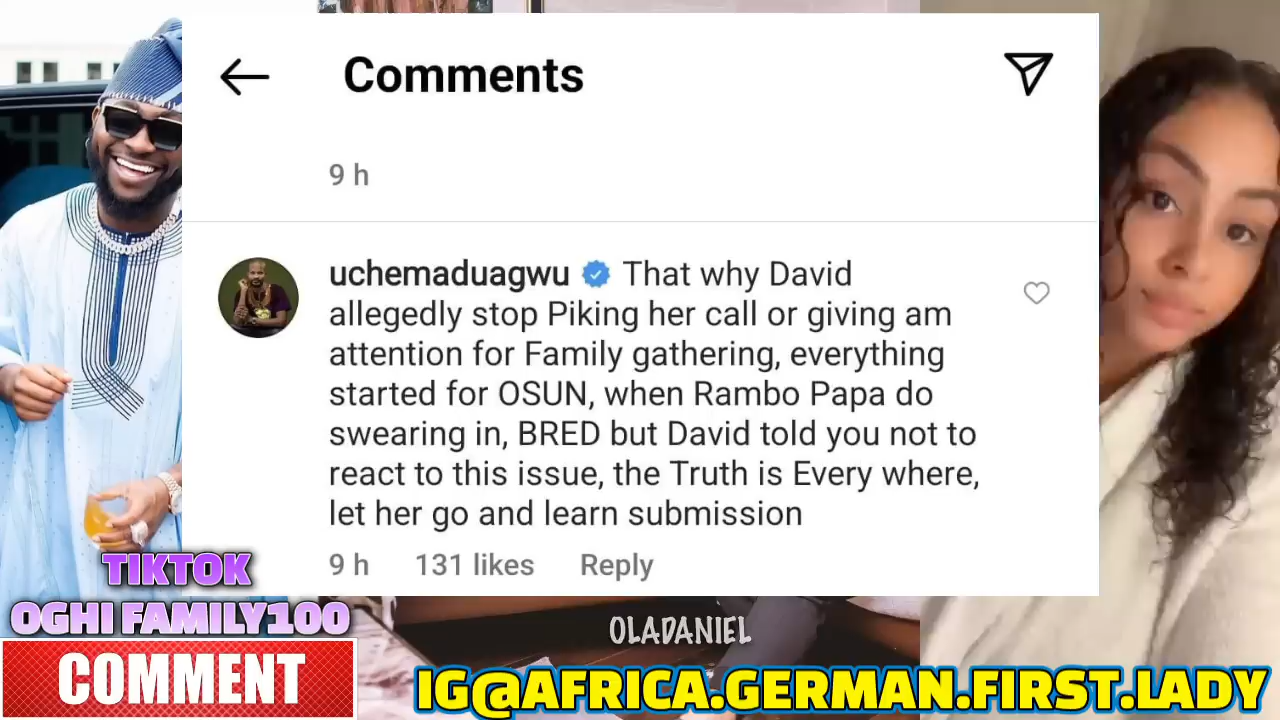 Comments
9 h
uchemaduagwu That why David
allegedly stop Piking her call or giving am
attention for Family gathering, everything
started for OSUN, when Rambo Papa do
swearing in, BRED but David told you not to
react to this issue, the Truth is Every where,
let her go and learn submission
9 h 131 likes Reply
TIKTOK
OGHI FAMILY100
COMMENT
OLADANIEL
IG@AFRICA.GERMAN.FIRST.LADY